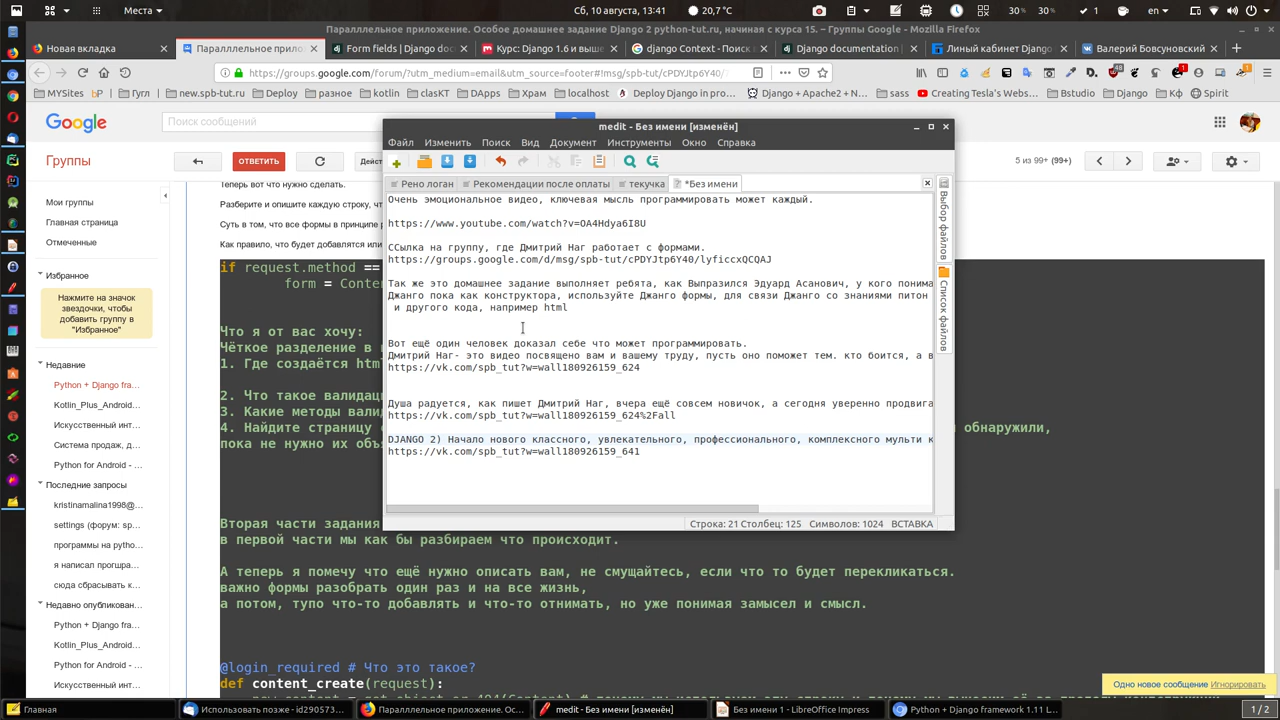 Места
Сб, 10 августа, 13:41
20,7 °C
30%
30%
1
en
Параллельное приложение. Особое домашнее задание Django 2 python-tut.ru, начиная с курса 15. – Группы Google - Mozilla Firefox
Новая вкладка
Паралллельное прило
Form fields | Django do
Курс: Django 1.6 и выше
django Context - Поиск в
Django documentation
Линый кабинет Django
Валерий Бовсуновский
https://groups.google.com/forum/?utm_medium=email&utm_source=footer#!msg/spb-tut/cPDYJtp6Y40/
MYSites
Гугл
new.spb-tut.ru
Deploy
разное
kotlin
claskT
DApps
Храм
localhost
Deploy Django in pro...
Django + Apache2 + N...
sass
Creating Tesla's Webs...
Bstudio
Django
Кф
Spirit
Google
Поиск сообщений
Группы
ОТВЕТИТЬ
Дейст
5 из 99+ (99+)
Мои группы
Главная страница
Отмеченные
Избранное
Нажмите на значок
звездочки, чтобы
добавить группу в
"Избранное"
Недавние
Python + Django fra...
Kotlin_Plus_Android...
Искусственный инт...
Система продаж, д...
Python for Android -...
Последние запросы
kristinamalina1998@...
settings (форум: sp...
программы на pytho...
я написал прогшра...
сюда сбрасывать к...
Недавно опубликован...
Python + Django fra...
Kotlin_Plus_Android...
Python for Android -...
Искусственный инт...
Теперь вот что нужно сделать.
Разберите и опишите каждую строку, чт
Суть в том, что все формы в принципе р
Как правило, что будет добавлятся или
if request.method ==
form = Conten
Что я от вас хочу:
Чёткое разделение в
1. Где создаётся htm
2. Что такое валидац
3. Какие методы вали
4. Найдите страницу с
обнаружили,
пока не нужно их объ
Вторая части задания
в первой части мы как бы разбираем что происходит.
А теперь я помечу что ещё нужно описать вам, не смущайтесь, если что то будет перекликаться.
важно формы разобрать один раз и на все жизнь,
а потом, тупо что-то добавлять и что-то отнимать, но уже понимая замысел и смысл.
@login_required # Что это такое?
def content_create(request):
medit - Без имени [изменён]
Файл Изменить Поиск Вид Документ Инструменты Окно Справка
Рено логан
Рекомендации после оплаты
текучка
*Без имени
Очень эмоциональное видео, ключевая мысль программировать может каждый.
https://www.youtube.com/watch?v=OA4Hdya6I8U
ССылка на группу, где Дмитрий Наг работает с формами.
https://groups.google.com/d/msg/spb-tut/cPDYJtp6Y40/lyficcxQCQAJ
Так же это домашнее задание выполняет ребята, как Выпразился Эдуард Асанович, у кого понима
Джанго пока как конструктора, используйте Джанго формы, для связи Джанго со знаниями питон
и другого кода, например html
Вот ещё один человек доказал себе что может программировать.
Дмитрий Наг- это видео посвящено вам и вашему труду, пусть оно поможет тем. кто боится, а в
https://vk.com/spb_tut?w=wall180926159_624
Душа радуется, как пишет Дмитрий Наг, вчера ещё совсем новичок, а сегодня уверенно продвига
https://vk.com/spb_tut?w=wall180926159_624%2Fall
DJANGO 2) Начало нового классного, увлекательного, профессионального, комплексного мульти к
https://vk.com/spb_tut?w=wall180926159_641
Выбор файлов
Список файлов
Строка: 21 Столбец: 125
Символов: 1024
ВСТАВКА
Одно новое сообщение Игнорировать
Главная
Использовать позже - id290573...
Паралллельное приложение. Ос...
medit - Без имени [изменён]
Без имени 1 - LibreOffice Impress
Python + Django framework 1.11 L...
1/2